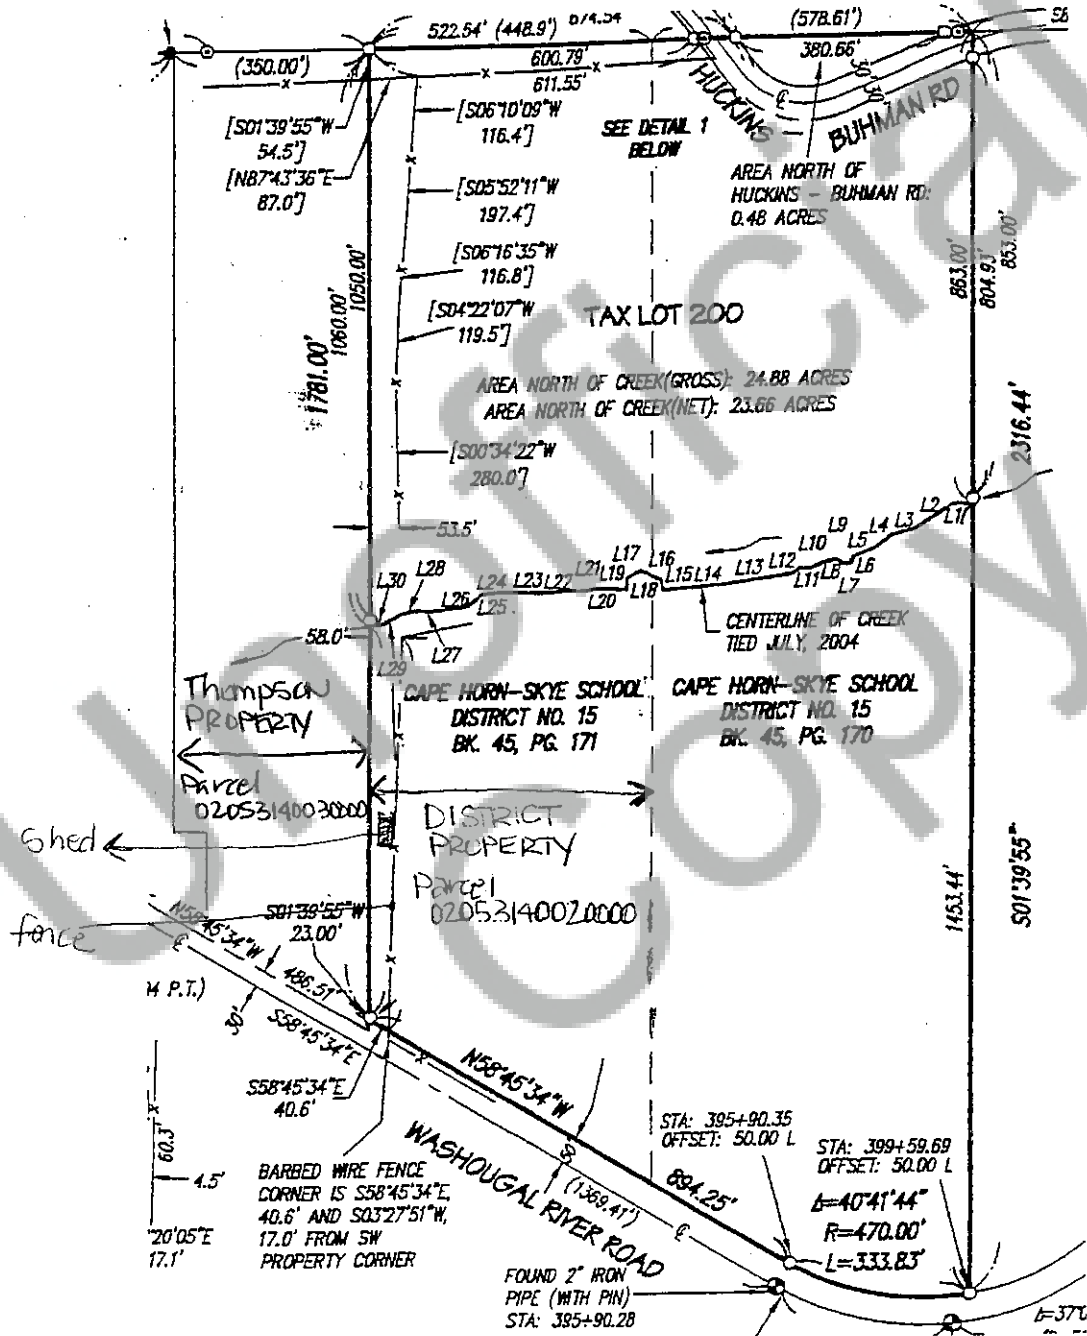 522.54' (448.9')
674.54
(578.61')
(350.00')
600.79'
611.55'
380.66'
30'
30'
HUCKINS
BUHMAN RD
[S01°39'55"W
54.5']
[N87°43'36"E
87.0']
[S06°10'09"W
116.4']
[S05°52'11"W
197.4']
[S06°16'35"W
116.8']
[S04°22'07"W
119.5']
[S00°34'22"W
280.0']
SEE DETAIL 1
BELOW
AREA NORTH OF
HUCKINS - BUHMAN RD:
0.48 ACRES
1050.00'
1060.00'
1781.00'
863.00'
804.93'
853.00'
TAX LOT 200
AREA NORTH OF CREEK(GROSS): 24.88 ACRES
AREA NORTH OF CREEK(NET): 23.66 ACRES
2316.44'
53.5'
L1
L2
L3
L4
L5
L6
L7
L8
L9
L10
L11
L12
L13
L14
L15
L16
L17
L18
L19
L20
L21
L22
L23
L24
L25
L26
L27
L28
L29
L30
58.0'
CENTERLINE OF CREEK
TIED JULY, 2004
Thompson
PROPERTY
CAPE HORN-SKYE SCHOOL
DISTRICT NO. 15
BK. 45, PG. 171
CAPE HORN-SKYE SCHOOL
DISTRICT NO. 15
BK. 45, PG. 170
Parcel
02053140030000
DISTRICT
PROPERTY
Parcel
02053140020000
Shed
fence
S01°39'55"W
23.00'
1453.44'
S01°39'55"
N58°45'34"W
486.51'
S58°45'34"E
30'
4 P.T.)
S58°45'34"E
40.6'
N58°45'34"W
50'
894.25'
(1369.41')
WASHOUGAL RIVER ROAD
STA: 395+90.35
OFFSET: 50.00 L
STA: 399+59.69
OFFSET: 50.00 L
Δ=40°41'44"
R=470.00'
L=333.83'
60.3'
4.5'
°20'05"E
17.1'
BARBED WIRE FENCE
CORNER IS S58°45'34"E,
40.6' AND S03°27'51"W,
17.0' FROM SW
PROPERTY CORNER
FOUND 2" IRON
PIPE (WITH PIN)
STA: 395+90.28
Unofficial
Copy